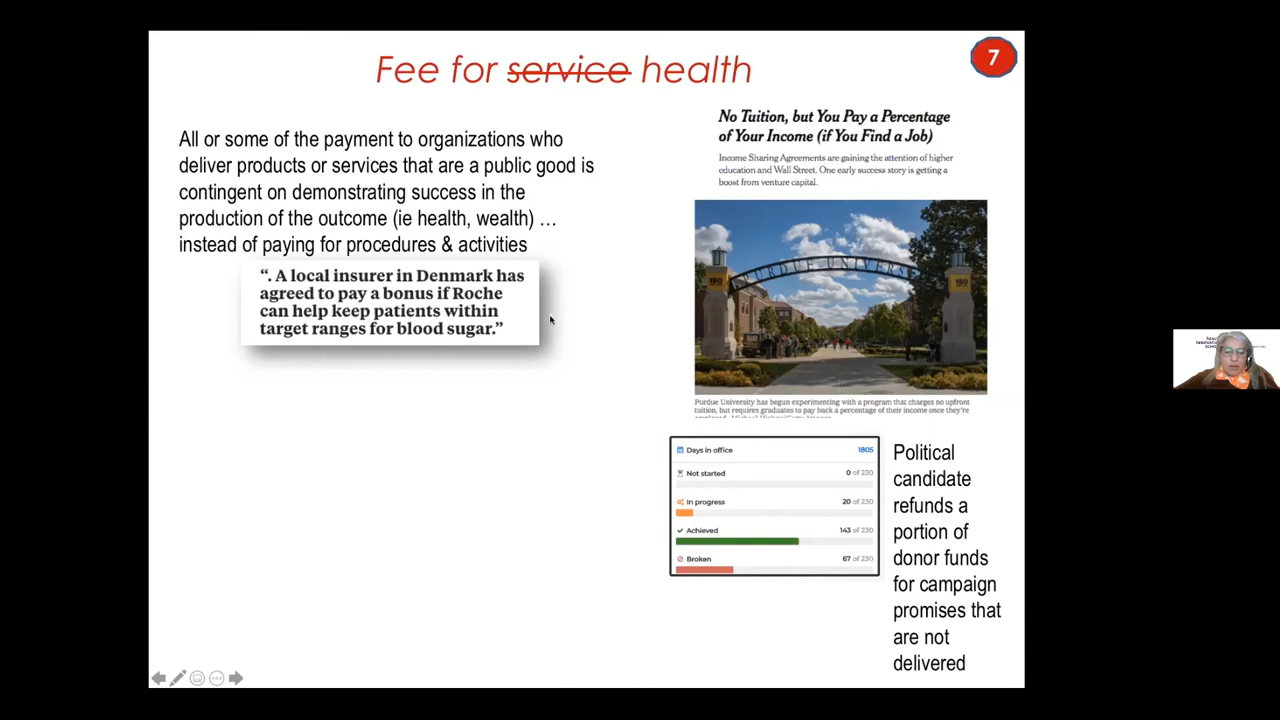 Fee for service health
7
All or some of the payment to organizations who
deliver products or services that are a public good is
contingent on demonstrating success in the
production of the outcome (ie health, wealth) …
instead of paying for procedures & activities
“. A local insurer in Denmark has
agreed to pay a bonus if Roche
can help keep patients within
target ranges for blood sugar.”
No Tuition, but You Pay a Percentage
of Your Income (if You Find a Job)
Income Sharing Agreements are gaining the attention of higher
education and Wall Street. One early success story is getting a
boost from venture capital.
PURDUE UNIVERSITY
Purdue University has begun experimenting with a program that charges no upfront
tuition, but requires graduates to pay back a percentage of their income once they're
Days in office 1805
Not started 0 of 230
In progress 20 of 230
Achieved 143 of 230
Broken 67 of 230
Political
candidate
refunds a
portion of
donor funds
for campaign
promises that
are not
delivered